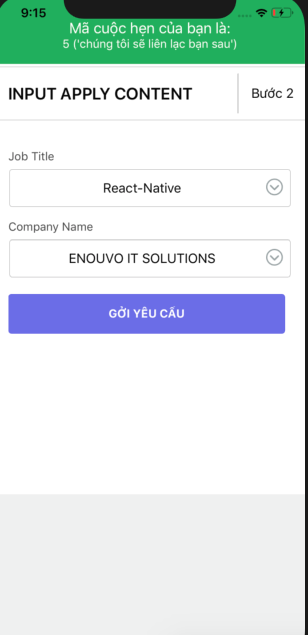 9:15
Mã cuộc hẹn của bạn là:
5 ('chúng tôi sẽ liên lạc bạn sau')
INPUT APPLY CONTENT
Bước 2
Job Title
React-Native
Company Name
ENOUVO IT SOLUTIONS
GỞI YÊU CẦU